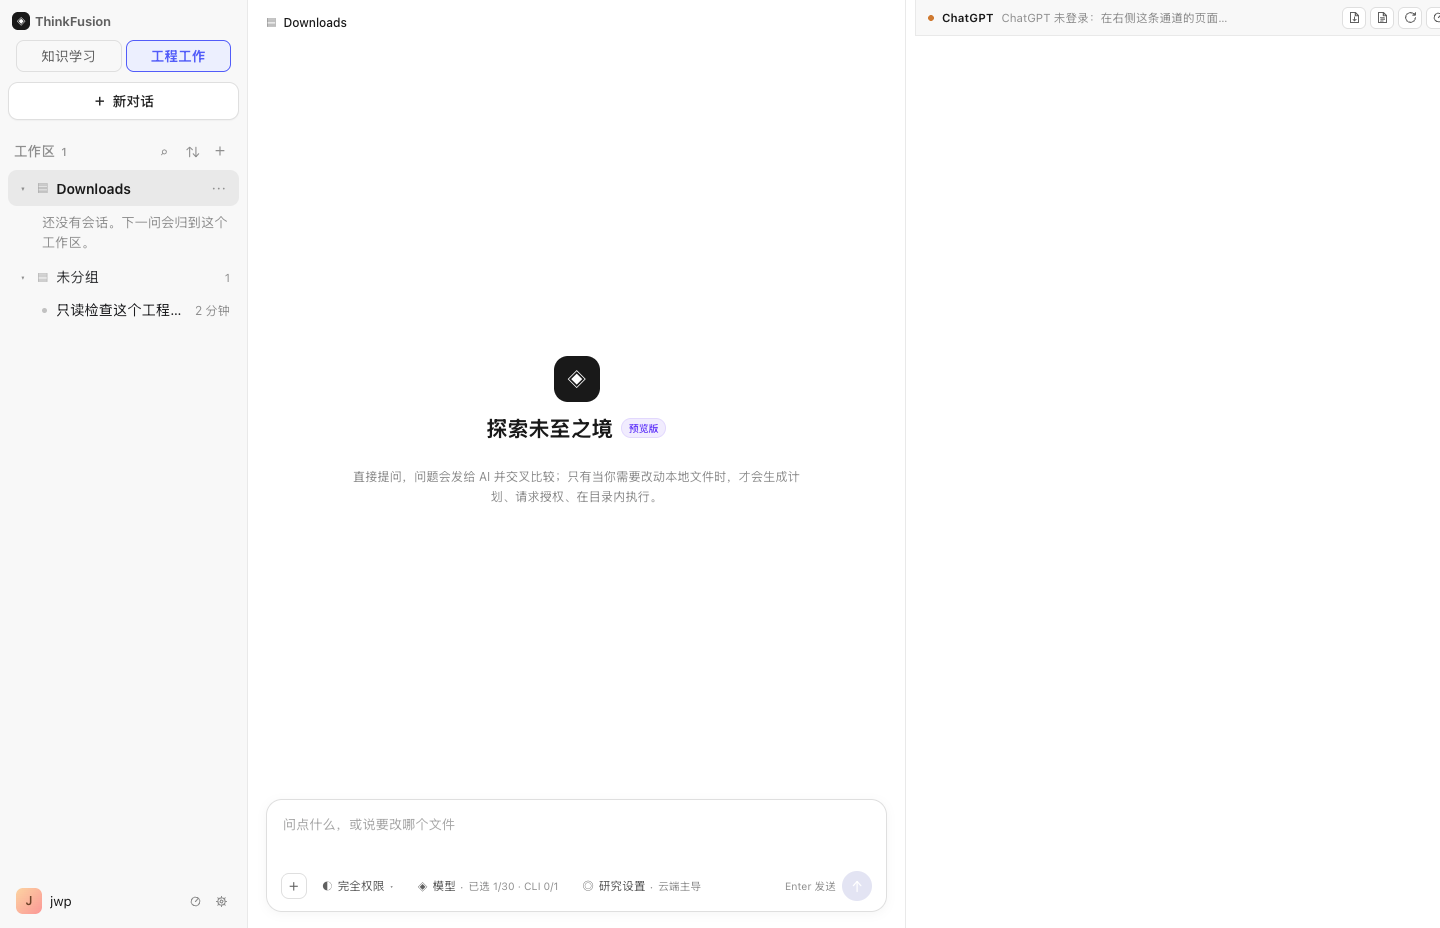 ThinkFusion
知识学习
工程工作
+ 新对话
工作区 1
Downloads
还没有会话。下一问会归到这个
工作区。
未分组 1
只读检查这个工程... 2 分钟
J jwp
Downloads
探索未至之境 预览版
直接提问，问题会发给 AI 并交叉比较；只有当你需要改动本地文件时，才会生成计
划、请求授权、在目录内执行。
问点什么，或说要改哪个文件
完全权限 · 模型 · 已选 1/30 · CLI 0/1 研究设置 · 云端主导 Enter 发送
ChatGPT ChatGPT 未登录：在右侧这条通道的页面...